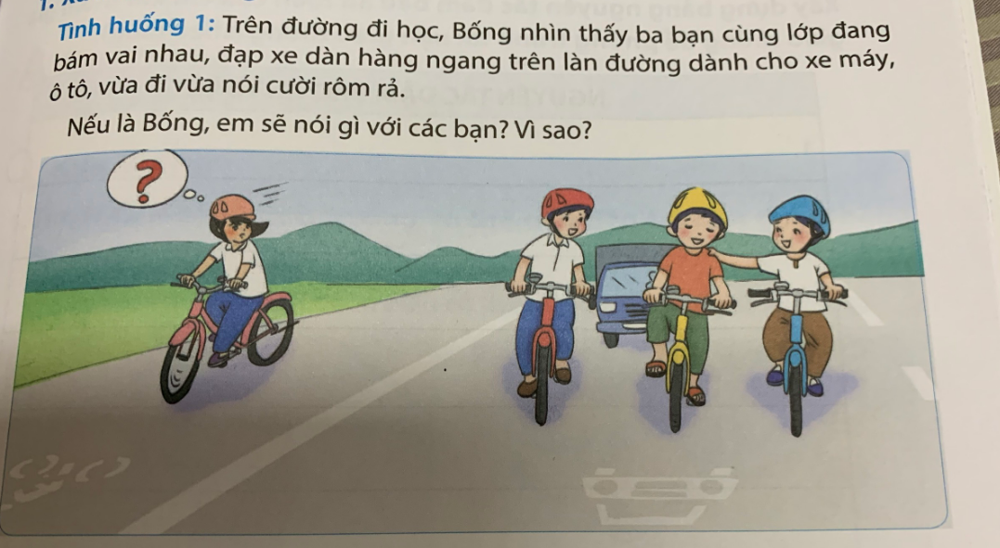 1.
Tình huống 1: Trên đường đi học, Bống nhìn thấy ba bạn cùng lớp đang
bám vai nhau, đạp xe dàn hàng ngang trên làn đường dành cho xe máy,
ô tô, vừa đi vừa nói cười rôm rả.
Nếu là Bống, em sẽ nói gì với các bạn? Vì sao?
?